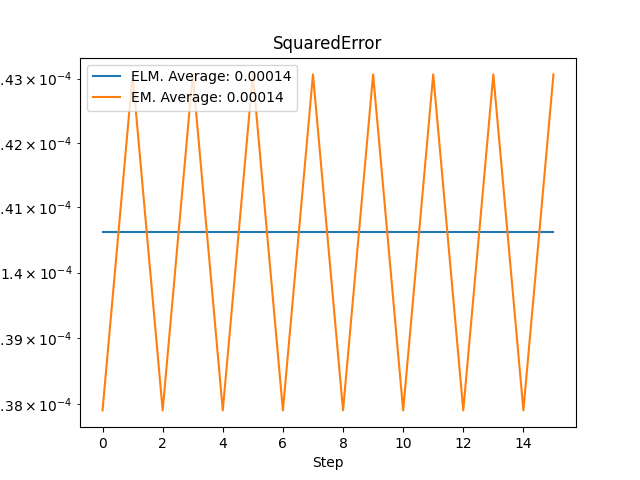 SquaredError
ELM. Average: 0.00014
EM. Average: 0.00014
.43 × 10⁻⁴
.42 × 10⁻⁴
.41 × 10⁻⁴
1.4 × 10⁻⁴
.39 × 10⁻⁴
.38 × 10⁻⁴
0 2 4 6 8 10 12 14
Step